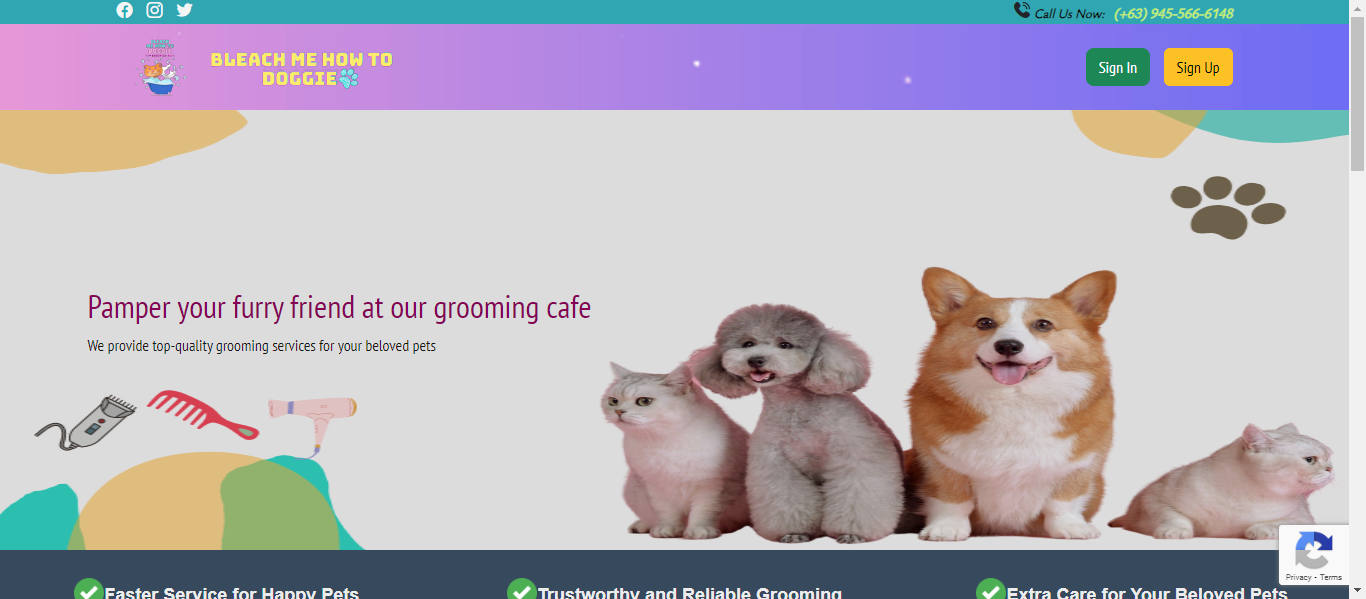 Call Us Now: (+63) 945-566-6148
BLEACH ME HOW TO
DOGGIE
Sign In
Sign Up
Pamper your furry friend at our grooming cafe
We provide top-quality grooming services for your beloved pets
Faster Service for Happy Pets
Trustworthy and Reliable Grooming
Extra Care for Your Beloved Pets
Privacy - Terms